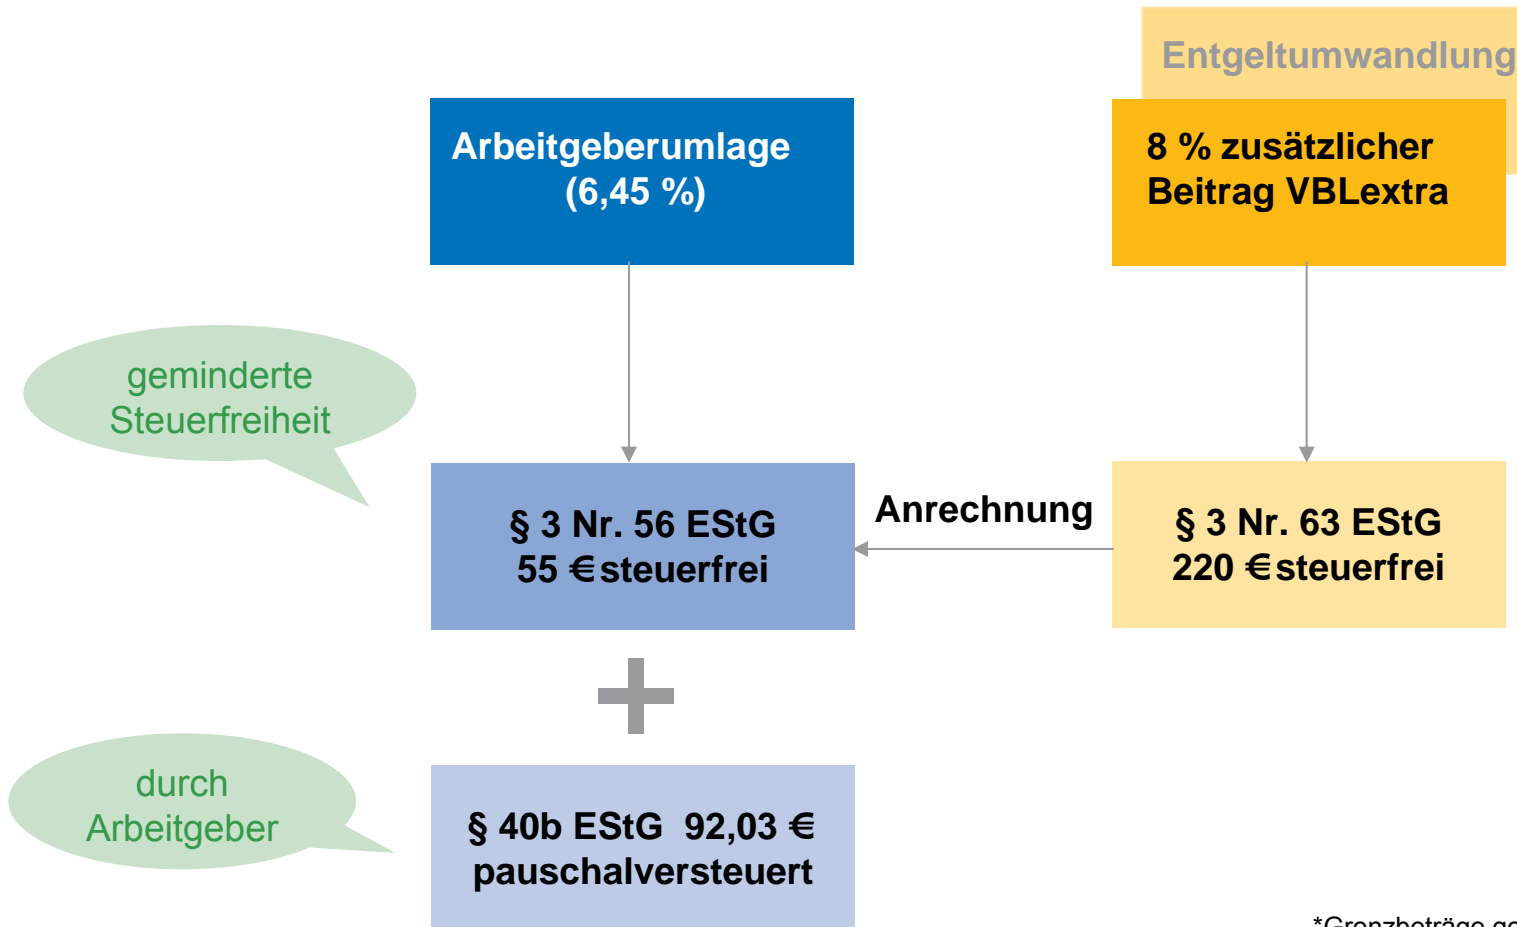 Entgeltumwandlung
Arbeitgeberumlage
(6,45 %)
8 % zusätzlicher
Beitrag VBLextra
geminderte
Steuerfreiheit
§ 3 Nr. 56 EStG
55 € steuerfrei
Anrechnung
§ 3 Nr. 63 EStG
220 € steuerfrei
durch
Arbeitgeber
§ 40b EStG 92,03 €
pauschalversteuert